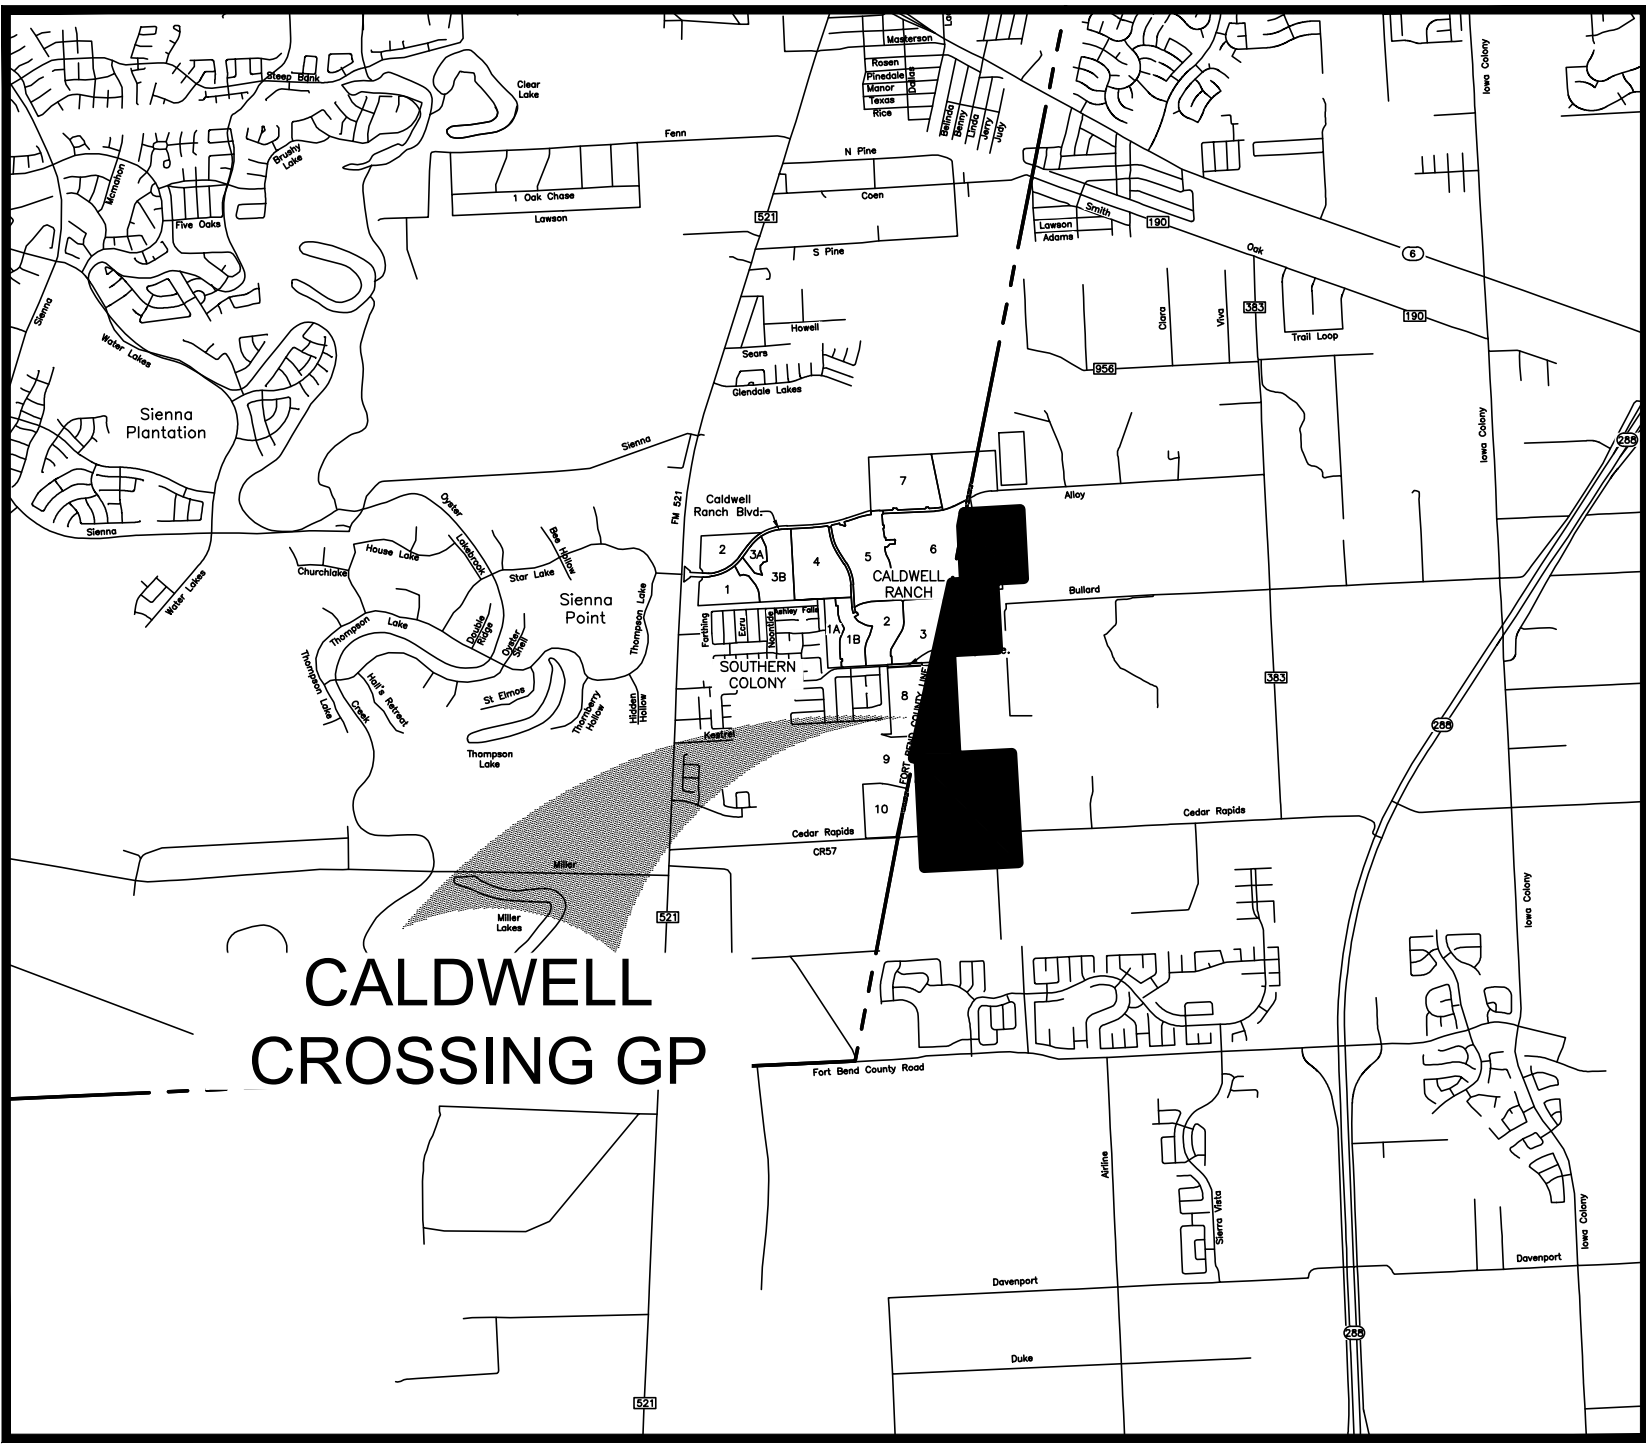 Masterson
Rosen
Pinedale
Manor
Texas
Rice
Dallas
Belinda
Benny
Linda
Jerry
Judy
Iowa Colony
Steep Bank
Clear
Lake
Brushy
Lake
Mcmahon
Five Oaks
Fenn
1 Oak Chase
Lawson
N Pine
Coen
521
S Pine
Smith
Lawson
Adams
190
Oak
6
Sienna
Water Lakes
Howell
Sears
Glendale Lakes
Clara
Viva
383
190
Trail Loop
956
Sienna
Plantation
Sienna
Iowa Colony
288
Oyster
FM 521
Caldwell
Ranch Blvd.
7
Alloy
Sienna
House Lake
Lakebrook
Bee Hollow
Churchlake
Star Lake
Water Lakes
2
3A
3B
4
5
6
1
CALDWELL
RANCH
Bullard
Sienna
Point
Thompson Lake
Thompson
Lake
Double
Ridge
Oyster
Shell
Farthing
Ecru
Noontide
Ashley Falls
1A
1B
2
3
e.
SOUTHERN
COLONY
Thompson Lake
Hall's Retreat
Creek
St Elmos
Thornberry
Hollow
Hidden
Hollow
8
FORT BEND COUNTY LINE
383
Kestrel
Thompson
Lake
9
288
10
Cedar Rapids
CR57
Cedar Rapids
Miller
Miller
Lakes
521
Iowa Colony
CALDWELL
CROSSING GP
Fort Bend County Road
Airline
Sierra Vista
Iowa Colony
Davenport
Davenport
288
Duke
521